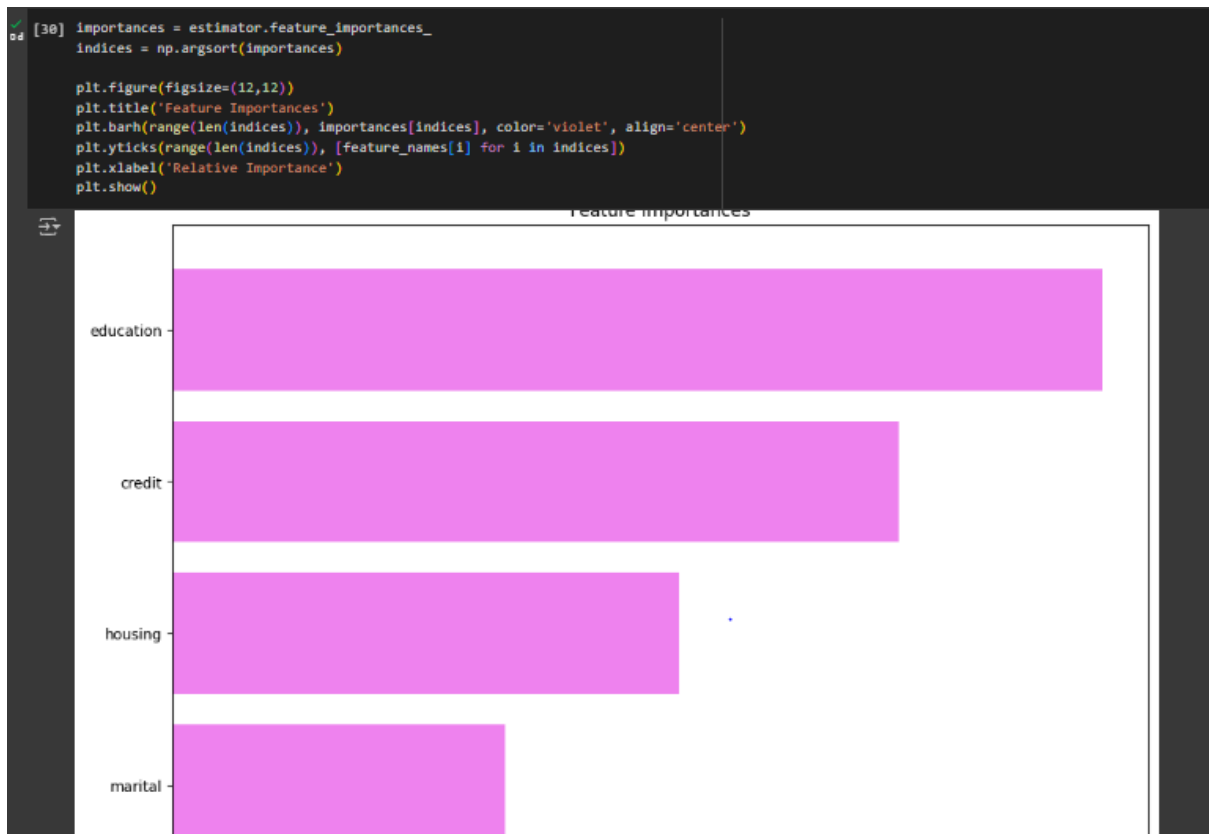 [30] importances = estimator.feature_importances_
indices = np.argsort(importances)
plt.figure(figsize=(12,12))
plt.title('Feature Importances')
plt.barh(range(len(indices)), importances[indices], color='violet', align='center')
plt.yticks(range(len(indices)), [feature_names[i] for i in indices])
plt.xlabel('Relative Importance')
plt.show()
Feature Importances
education
credit
housing
marital